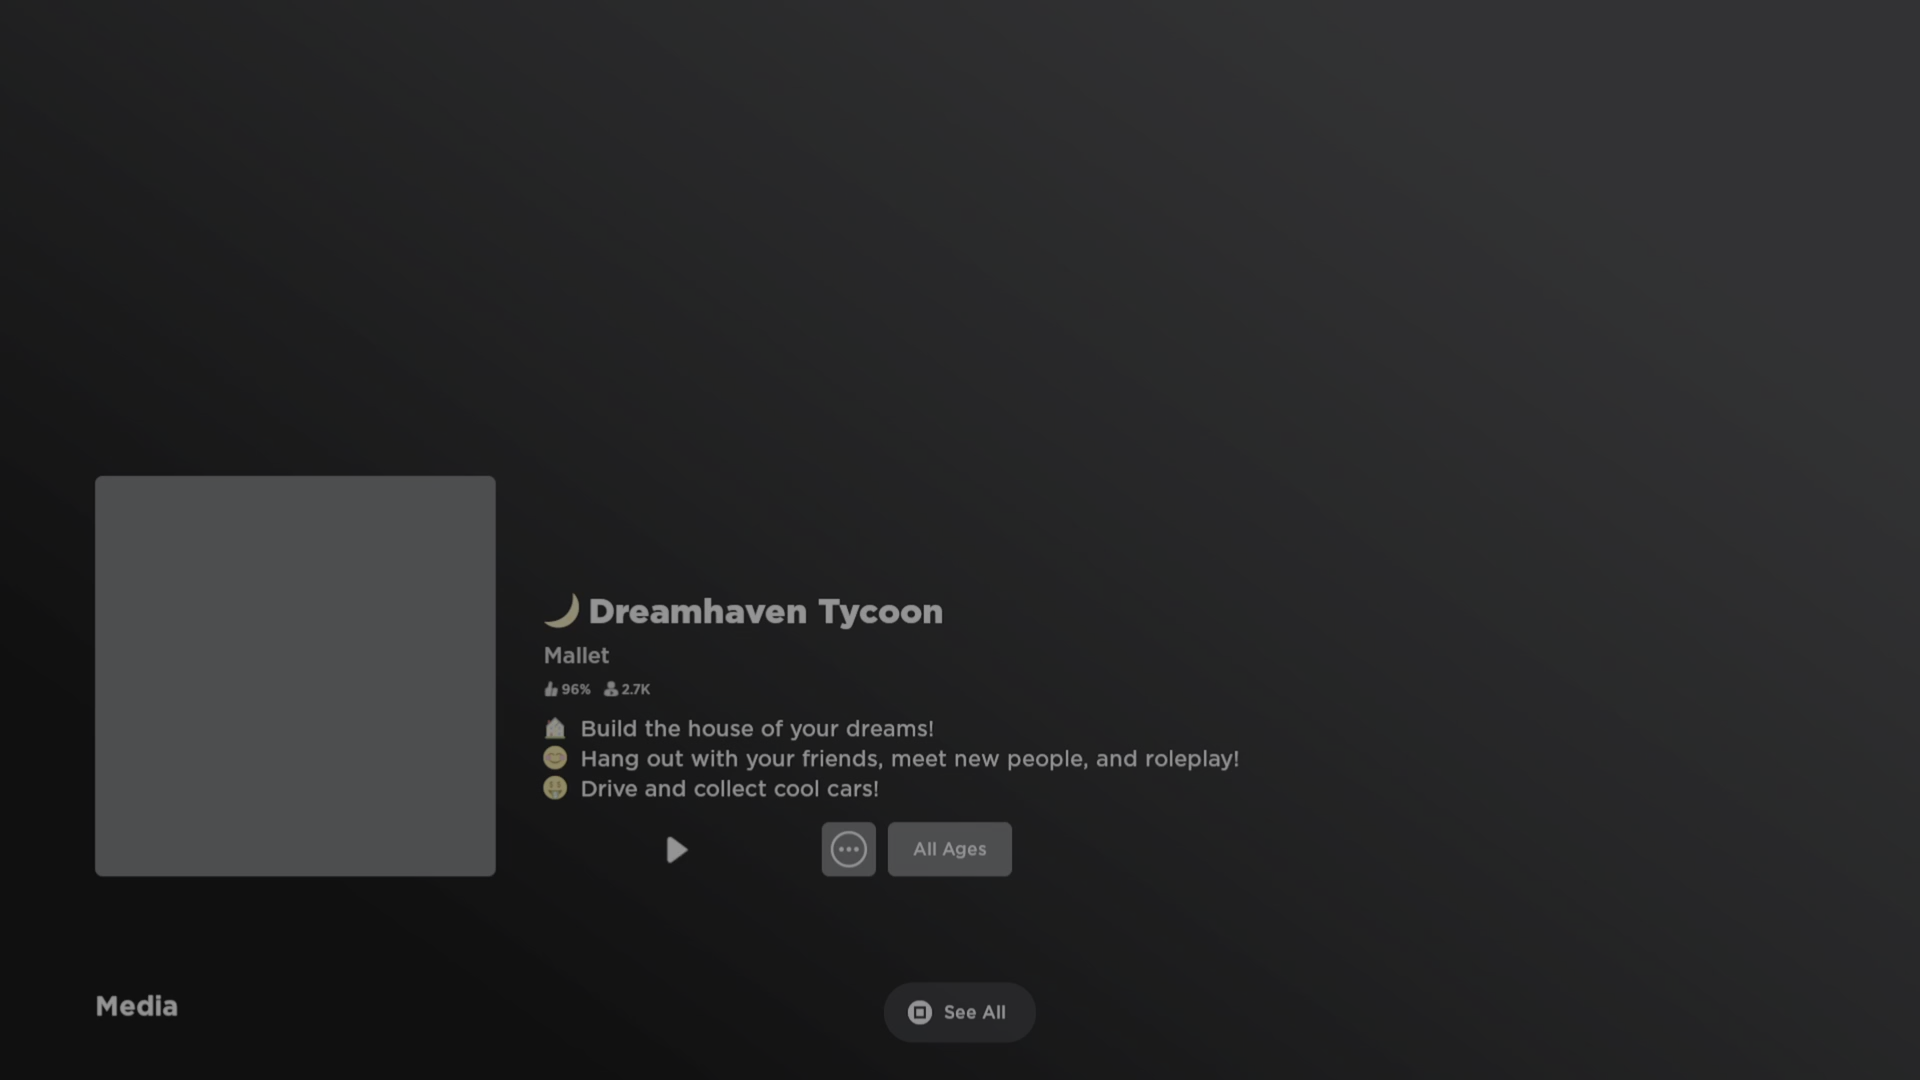 🌙 Dreamhaven Tycoon
Mallet
96% 2.7K
🏠 Build the house of your dreams!
😊 Hang out with your friends, meet new people, and roleplay!
🤑 Drive and collect cool cars!
All Ages
Media
See All